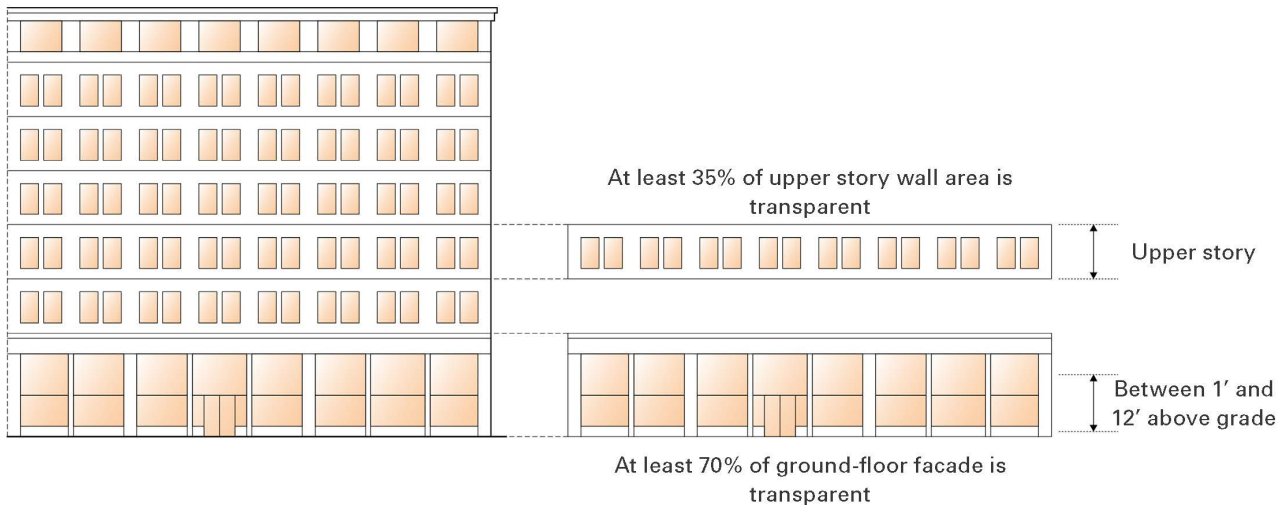 At least 35% of upper story wall area is
transparent
Upper story
Between 1’ and
12’ above grade
At least 70% of ground-floor facade is
transparent